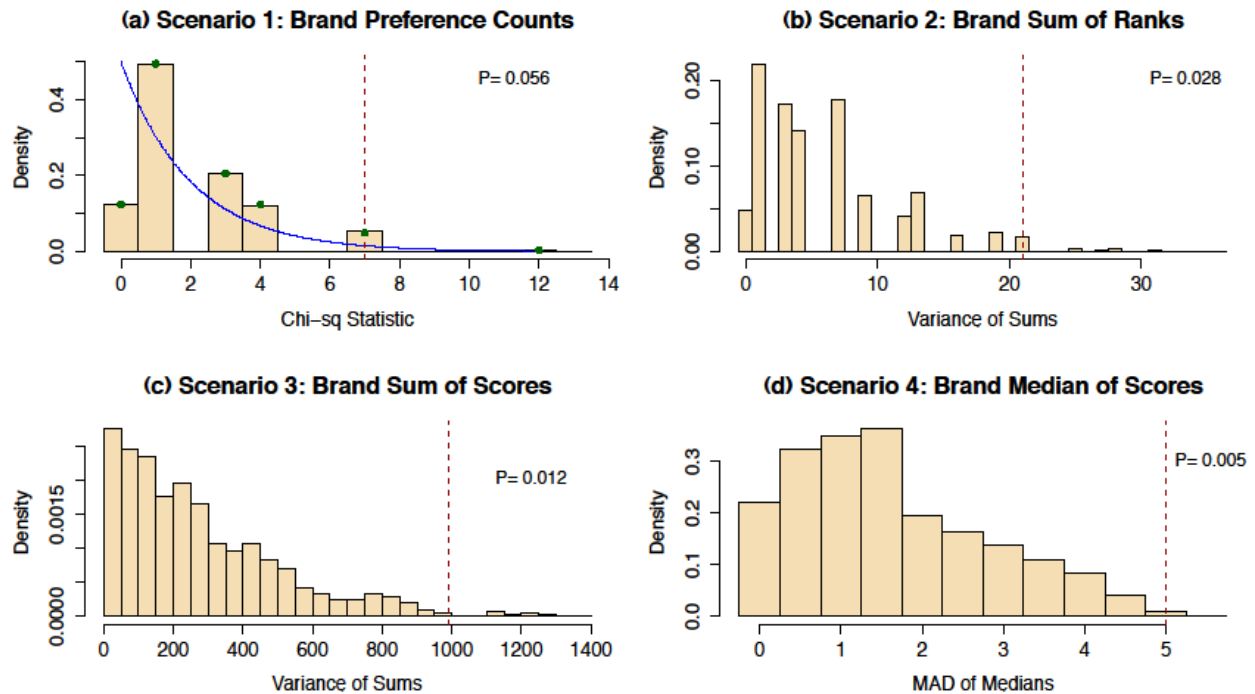 (a) Scenario 1: Brand Preference Counts
P= 0.056
Density
0.0 0.2 0.4
0 2 4 6 8 10 12 14
Chi−sq Statistic
(b) Scenario 2: Brand Sum of Ranks
P= 0.028
Density
0.00 0.10 0.20
0 10 20 30
Variance of Sums
(c) Scenario 3: Brand Sum of Scores
P= 0.012
Density
0.0000 0.0015
0 200 400 600 800 1000 1200 1400
Variance of Sums
(d) Scenario 4: Brand Median of Scores
P= 0.005
Density
0.0 0.1 0.2 0.3
0 1 2 3 4 5
MAD of Medians